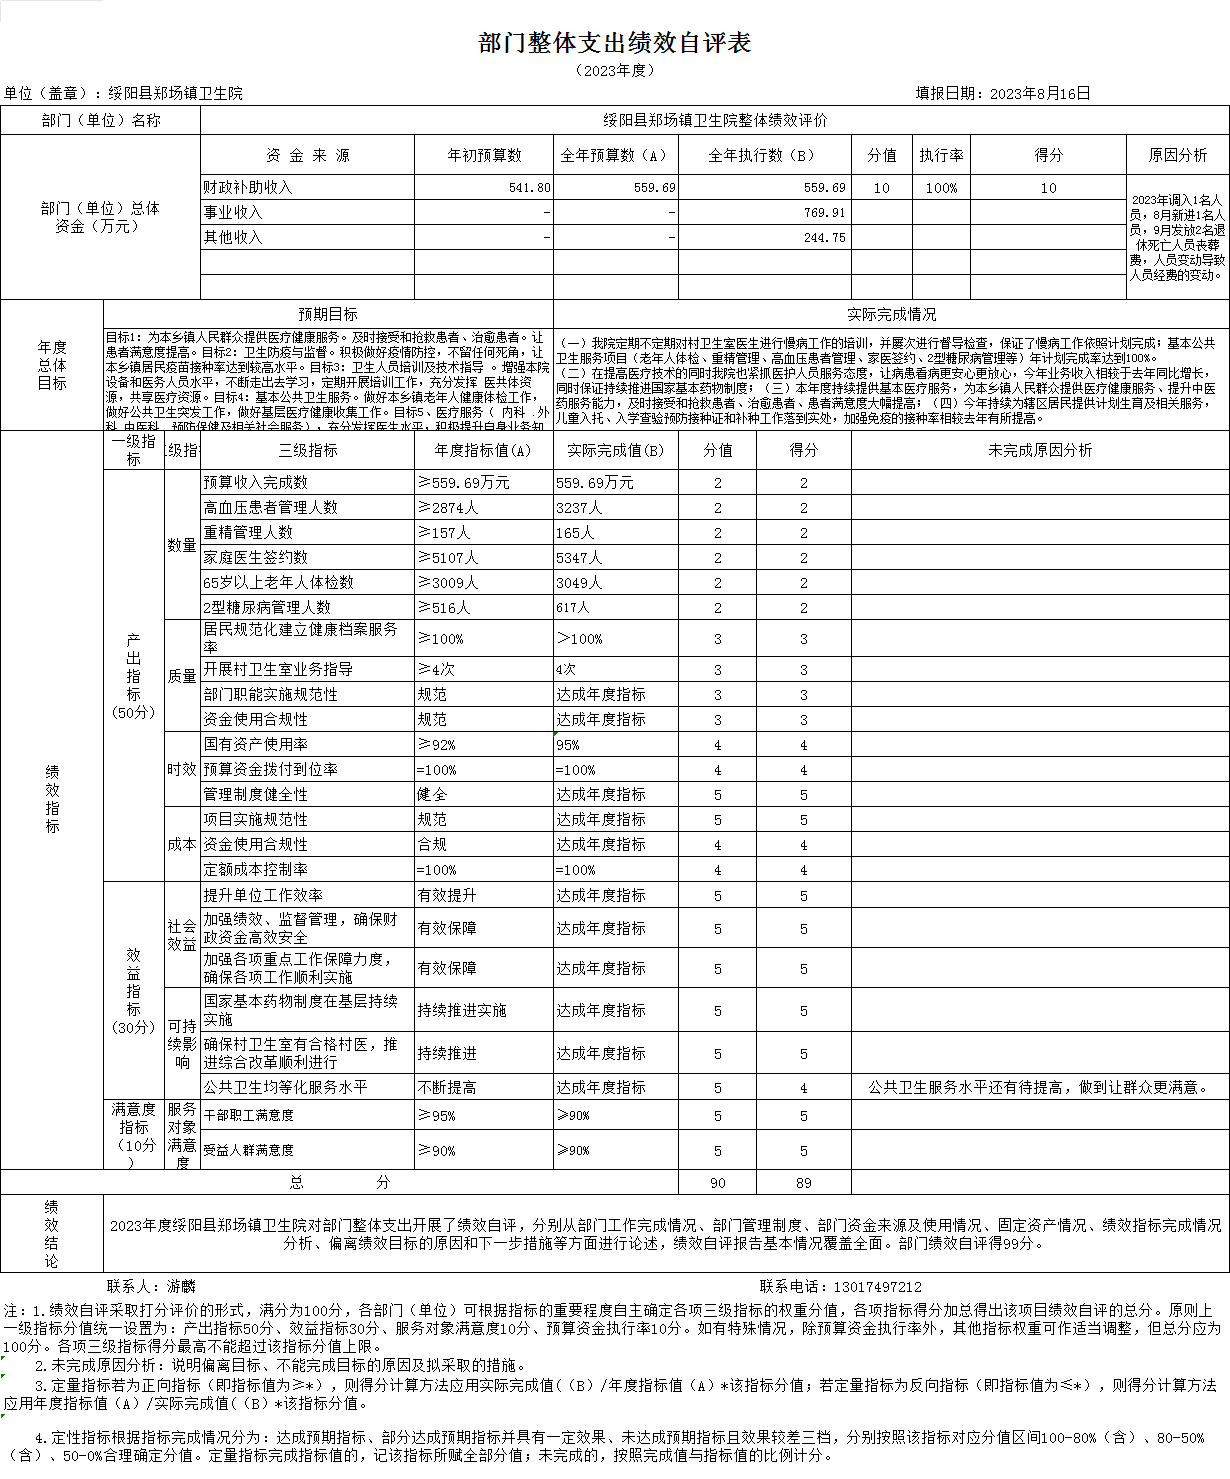 部门整体支出绩效自评表
（2023年度）
单位（盖章）：绥阳县郑场镇卫生院 填报日期：2023年8月16日
部门（单位）名称 绥阳县郑场镇卫生院整体绩效评价
部门（单位）总体
资金（万元）
资 金 来 源 年初预算数 全年预算数（A） 全年执行数（B） 分值 执行率 得分 原因分析
财政补助收入 541.80 559.69 559.69 10 100% 10
事业收入 - - 769.91
其他收入 - - 244.75
2023年调入1名人
员，8月新进1名人
员，9月发放2名退
休死亡人员丧葬
费，人员变动导致
人员经费的变动。
年度
总体
目标
预期目标 实际完成情况
目标1：为本乡镇人民群众提供医疗健康服务。及时接受和抢救患者、治愈患者。让
患者满意度提高。目标2：卫生防疫与监督。积极做好疫情防控，不留任何死角，让
本乡镇居民疫苗接种率达到较高水平。目标3：卫生人员培训及技术指导 。增强本院
设备和医务人员水平，不断走出去学习，定期开展培训工作，充分发挥 医共体资
源，共享医疗资源。目标4：基本公共卫生服务。做好本乡镇老年人健康体检工作，
做好公共卫生突发工作，做好基层医疗健康收集工作。目标5、医疗服务（ 内科 .外
科 中医科 预防保健及相关社会服务），充分发挥医生水平，积极提升自身业务知
（一）我院定期不定期对村卫生室医生进行慢病工作的培训，并屡次进行督导检查，保证了慢病工作依照计划完成；基本公共
卫生服务项目（老年人体检、重精管理、高血压患者管理、家医签约、2型糖尿病管理等）年计划完成率达到100%。
（二）在提高医疗技术的同时我院也紧抓医护人员服务态度，让病患看病更安心更放心，今年业务收入相较于去年同比增长，
同时保证持续推进国家基本药物制度；（三）本年度持续提供基本医疗服务，为本乡镇人民群众提供医疗健康服务、提升中医
药服务能力，及时接受和抢救患者、治愈患者、患者满意度大幅提高；（四）今年持续为辖区居民提供计划生育及相关服务，
儿童入托、入学查验预防接种证和补种工作落到实处，加强免疫的接种率相较去年有所提高。
绩
效
指
标
一级指
标
级指
三级指标 年度指标值(A) 实际完成值(B) 分值 得分 未完成原因分析
产
出
指
标
(50分)
数量
预算收入完成数 ≥559.69万元 559.69万元 2 2
高血压患者管理人数 ≥2874人 3237人 2 2
重精管理人数 ≥157人 165人 2 2
家庭医生签约数 ≥5107人 5347人 2 2
65岁以上老年人体检数 ≥3009人 3049人 2 2
2型糖尿病管理人数 ≥516人 617人 2 2
质量
居民规范化建立健康档案服务
率
≥100% ＞100% 3 3
开展村卫生室业务指导 ≥4次 4次 3 3
部门职能实施规范性 规范 达成年度指标 3 3
资金使用合规性 规范 达成年度指标 3 3
时效
国有资产使用率 ≥92% 95% 4 4
预算资金拨付到位率 =100% =100% 4 4
管理制度健全性 健全 达成年度指标 5 5
成本
项目实施规范性 规范 达成年度指标 5 5
资金使用合规性 合规 达成年度指标 4 4
定额成本控制率 =100% =100% 4 4
效
益
指
标
(30分)
社会
效益
提升单位工作效率 有效提升 达成年度指标 5 5
加强绩效、监督管理，确保财
政资金高效安全
有效保障 达成年度指标 5 5
加强各项重点工作保障力度，
确保各项工作顺利实施
有效保障 达成年度指标 5 5
可持
续影
响
国家基本药物制度在基层持续
实施
持续推进实施 达成年度指标 5 5
确保村卫生室有合格村医，推
进综合改革顺利进行
持续推进 达成年度指标 5 5
公共卫生均等化服务水平 不断提高 达成年度指标 5 4 公共卫生服务水平还有待提高，做到让群众更满意。
满意度
指标
（10分
）
服务
对象
满意
度
干部职工满意度 ≥95% ≥90% 5 5
受益人群满意度 ≥90% ≥90% 5 5
总 分 90 89
绩
效
结
论
2023年度绥阳县郑场镇卫生院对部门整体支出开展了绩效自评，分别从部门工作完成情况、部门管理制度、部门资金来源及使用情况、固定资产情况、绩效指标完成情况
分析、偏离绩效目标的原因和下一步措施等方面进行论述，绩效自评报告基本情况覆盖全面。部门绩效自评得99分。
联系人：游麟 联系电话：13017497212
注：1.绩效自评采取打分评价的形式，满分为100分，各部门（单位）可根据指标的重要程度自主确定各项三级指标的权重分值，各项指标得分加总得出该项目绩效自评的总分。原则上
一级指标分值统一设置为：产出指标50分、效益指标30分、服务对象满意度10分、预算资金执行率10分。如有特殊情况，除预算资金执行率外，其他指标权重可作适当调整，但总分应为
100分。各项三级指标得分最高不能超过该指标分值上限。
2.未完成原因分析：说明偏离目标、不能完成目标的原因及拟采取的措施。
3.定量指标若为正向指标（即指标值为≥*），则得分计算方法应用实际完成值(（B）/年度指标值（A）*该指标分值；若定量指标为反向指标（即指标值为≤*），则得分计算方法
应用年度指标值（A）/实际完成值(（B）*该指标分值。
4.定性指标根据指标完成情况分为：达成预期指标、部分达成预期指标并具有一定效果、未达成预期指标且效果较差三档，分别按照该指标对应分值区间100-80%（含）、80-50%
（含）、50-0%合理确定分值。定量指标完成指标值的，记该指标所赋全部分值；未完成的，按照完成值与指标值的比例计分。